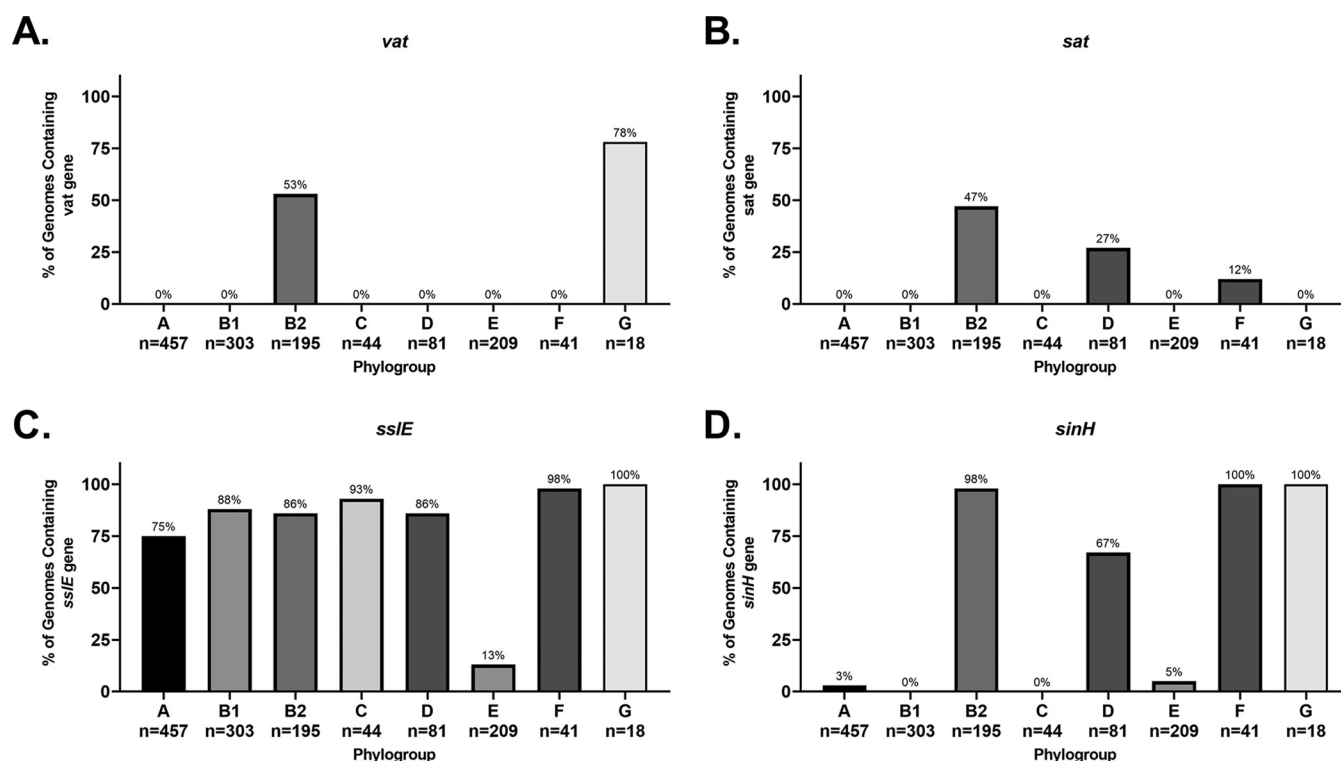 A.
vat
% of Genomes Containing
vat gene
100
75
50
25
0
0%
0%
53%
0%
0%
0%
0%
78%
A B1 B2 C D E F G
n=457 n=303 n=195 n=44 n=81 n=209 n=41 n=18
Phylogroup
B.
sat
% of Genomes Containing
sat gene
100
75
50
25
0
0%
0%
47%
0%
27%
0%
12%
0%
A B1 B2 C D E F G
n=457 n=303 n=195 n=44 n=81 n=209 n=41 n=18
Phylogroup
C.
sslE
% of Genomes Containing
sslE gene
100
75
50
25
0
75%
88%
86%
93%
86%
13%
98%
100%
A B1 B2 C D E F G
n=457 n=303 n=195 n=44 n=81 n=209 n=41 n=18
Phylogroup
D.
sinH
% of Genomes Containing
sinH gene
100
75
50
25
0
3%
0%
98%
0%
67%
5%
100%
100%
A B1 B2 C D E F G
n=457 n=303 n=195 n=44 n=81 n=209 n=41 n=18
Phylogroup